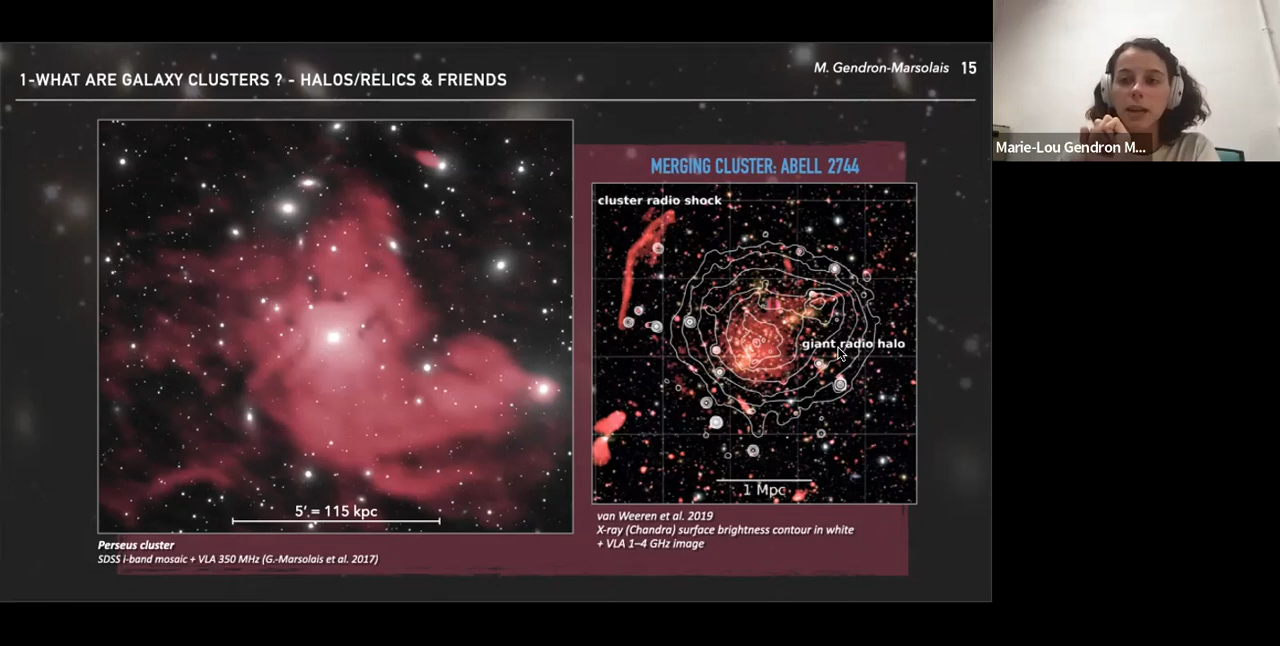 1-WHAT ARE GALAXY CLUSTERS ? - HALOS/RELICS & FRIENDS
M. Gendron-Marsolais 15
Marie-Lou Gendron M...
MERGING CLUSTER: ABELL 2744
cluster radio shock
giant radio halo
1 Mpc
5’ = 115 kpc
Perseus cluster
SDSS i-band mosaic + VLA 350 MHz (G.-Marsolais et al. 2017)
van Weeren et al. 2019
X-ray (Chandra) surface brightness contour in white
+ VLA 1–4 GHz image